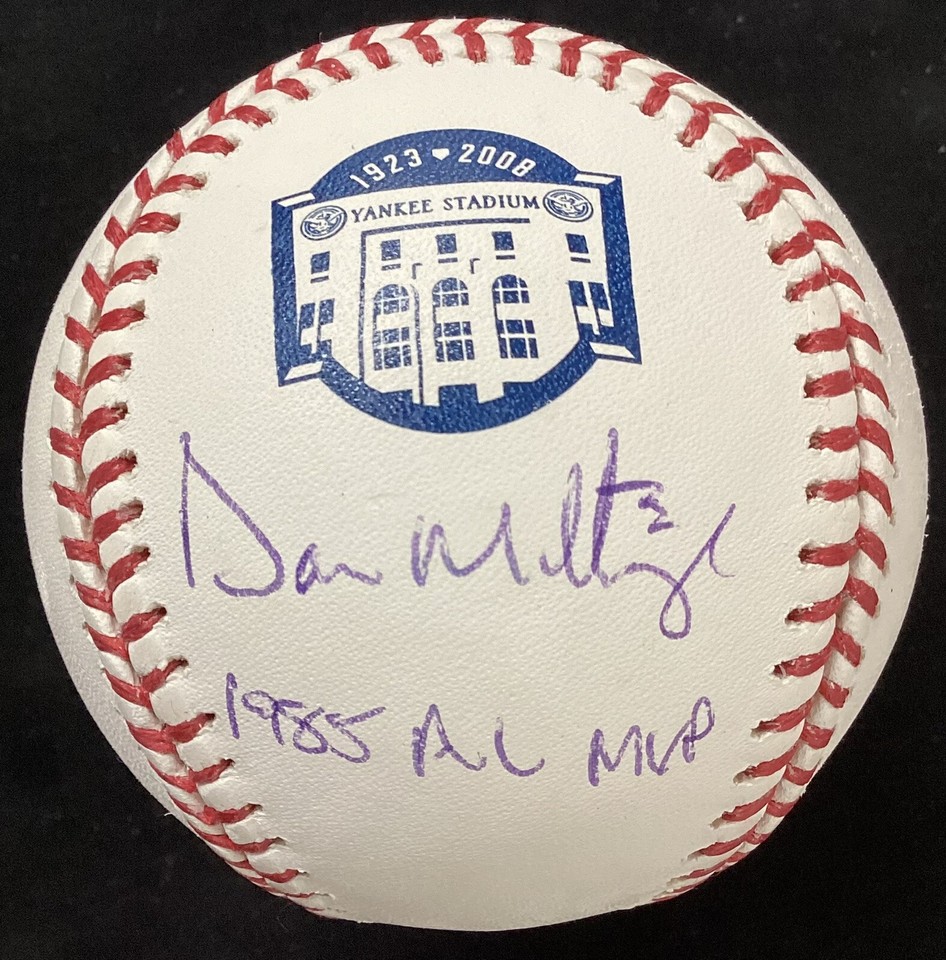 1923 2008
YANKEE STADIUM
Don Mattingly
1985 AL MVP